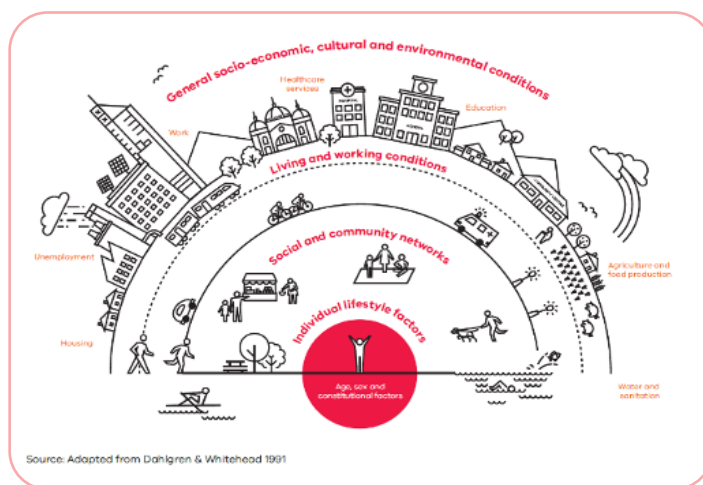 General socio-economic, cultural and environmental conditions
Healthcare
services
Education
Work
HOSPITAL
SCHOOL
Living and working conditions
Unemployment
Social and community networks
Agriculture and
food production
Individual lifestyle factors
Housing
Age, sex and
constitutional factors
Water and
sanitation
Source: Adapted from Dahlgren & Whitehead 1991